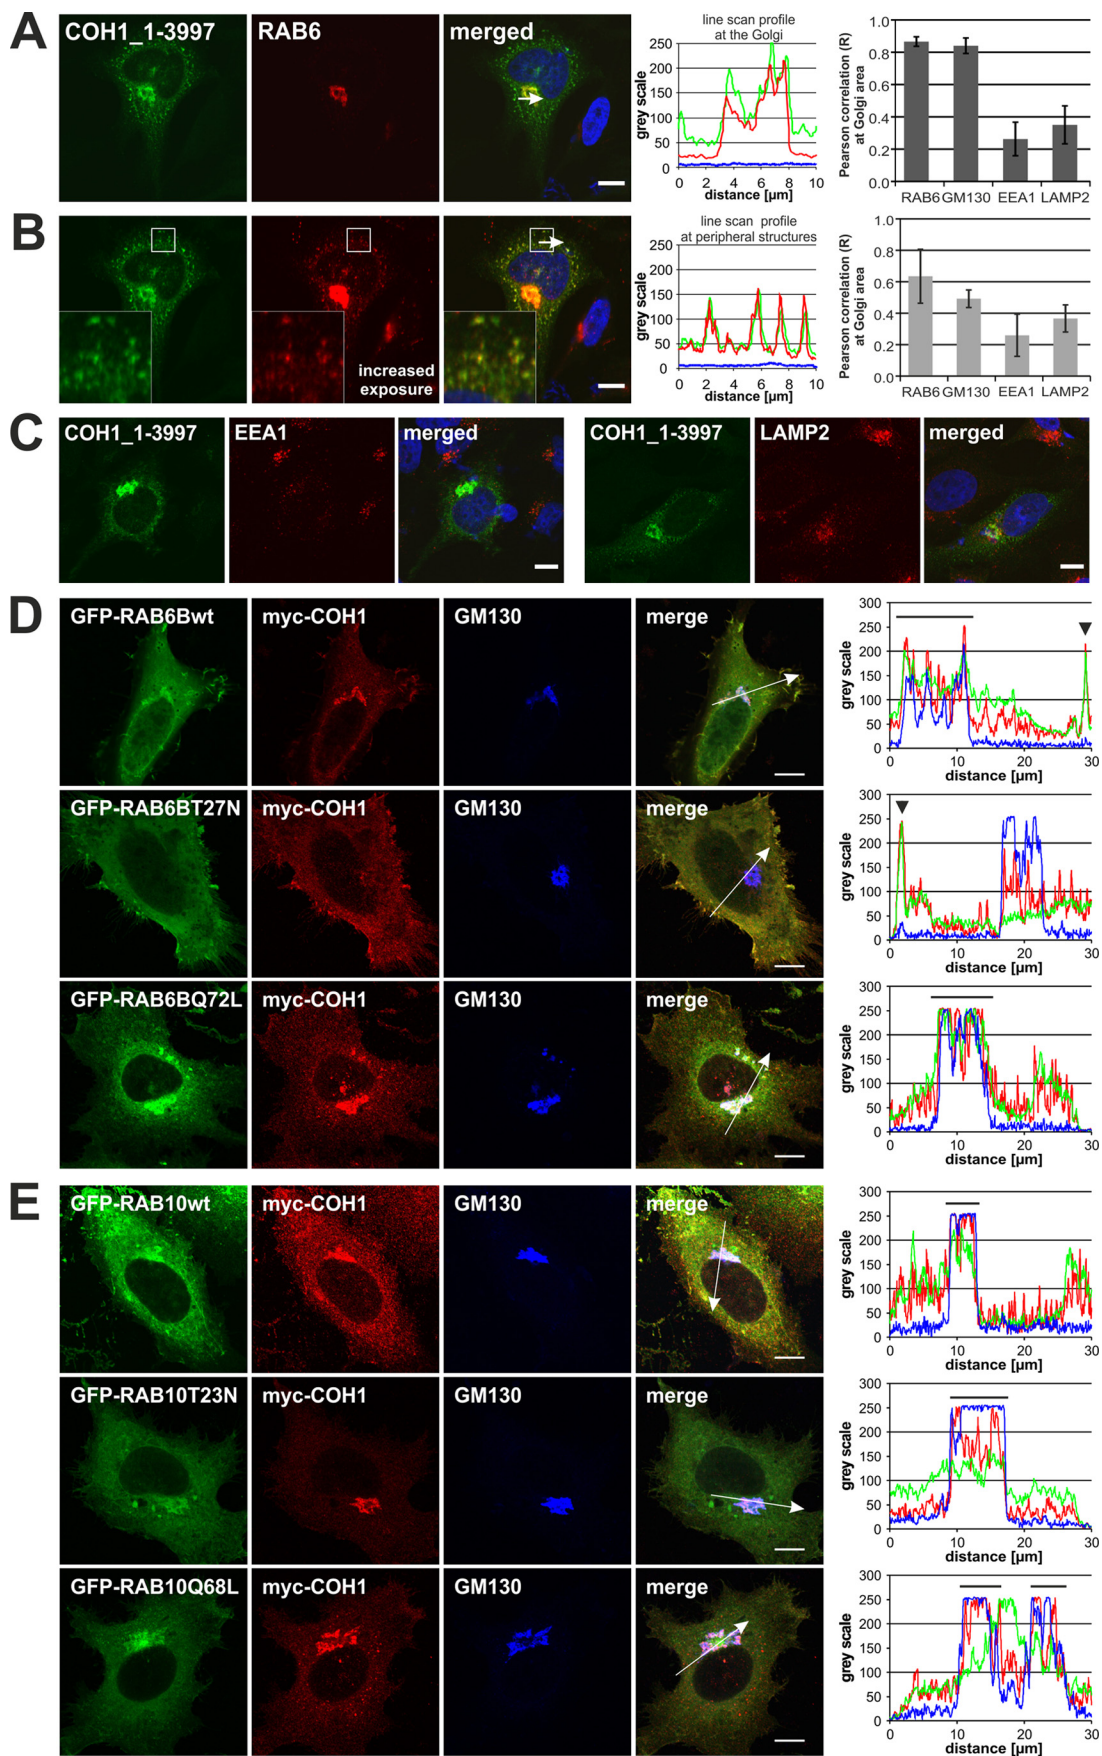 A
COH1_1-3997
RAB6
merged
line scan profile
at the Golgi
grey scale
250
200
150
100
50
0
0 2 4 6 8 10
distance [µm]
Pearson correlation (R)
at Golgi area
1.0
0.8
0.6
0.4
0.2
0.0
RAB6 GM130 EEA1 LAMP2
B
increased
exposure
line scan profile
at peripheral structures
grey scale
250
200
150
100
50
0
0 2 4 6 8 10
distance [µm]
Pearson correlation (R)
at Golgi area
1.0
0.8
0.6
0.4
0.2
0.0
RAB6 GM130 EEA1 LAMP2
C
COH1_1-3997
EEA1
merged
COH1_1-3997
LAMP2
merged
D
GFP-RAB6Bwt
myc-COH1
GM130
merge
grey scale
300
250
200
150
100
50
0
0 10 20 30
distance [µm]
GFP-RAB6BT27N
myc-COH1
GM130
merge
grey scale
300
250
200
150
100
50
0
0 10 20 30
distance [µm]
GFP-RAB6BQ72L
myc-COH1
GM130
merge
grey scale
300
250
200
150
100
50
0
0 10 20 30
distance [µm]
E
GFP-RAB10wt
myc-COH1
GM130
merge
grey scale
300
250
200
150
100
50
0
0 10 20 30
distance [µm]
GFP-RAB10T23N
myc-COH1
GM130
merge
grey scale
300
250
200
150
100
50
0
0 10 20 30
distance [µm]
GFP-RAB10Q68L
myc-COH1
GM130
merge
grey scale
300
250
200
150
100
50
0
0 10 20 30
distance [µm]